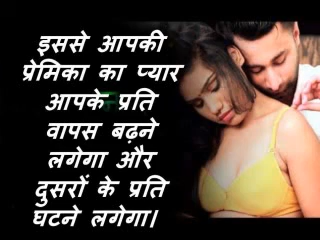 इससे आपकी
प्रेमिका का प्यार
आपके प्रति
वापस बढ़ने
लगेगा और
दुसरों के प्रति
घटने लगेगा।